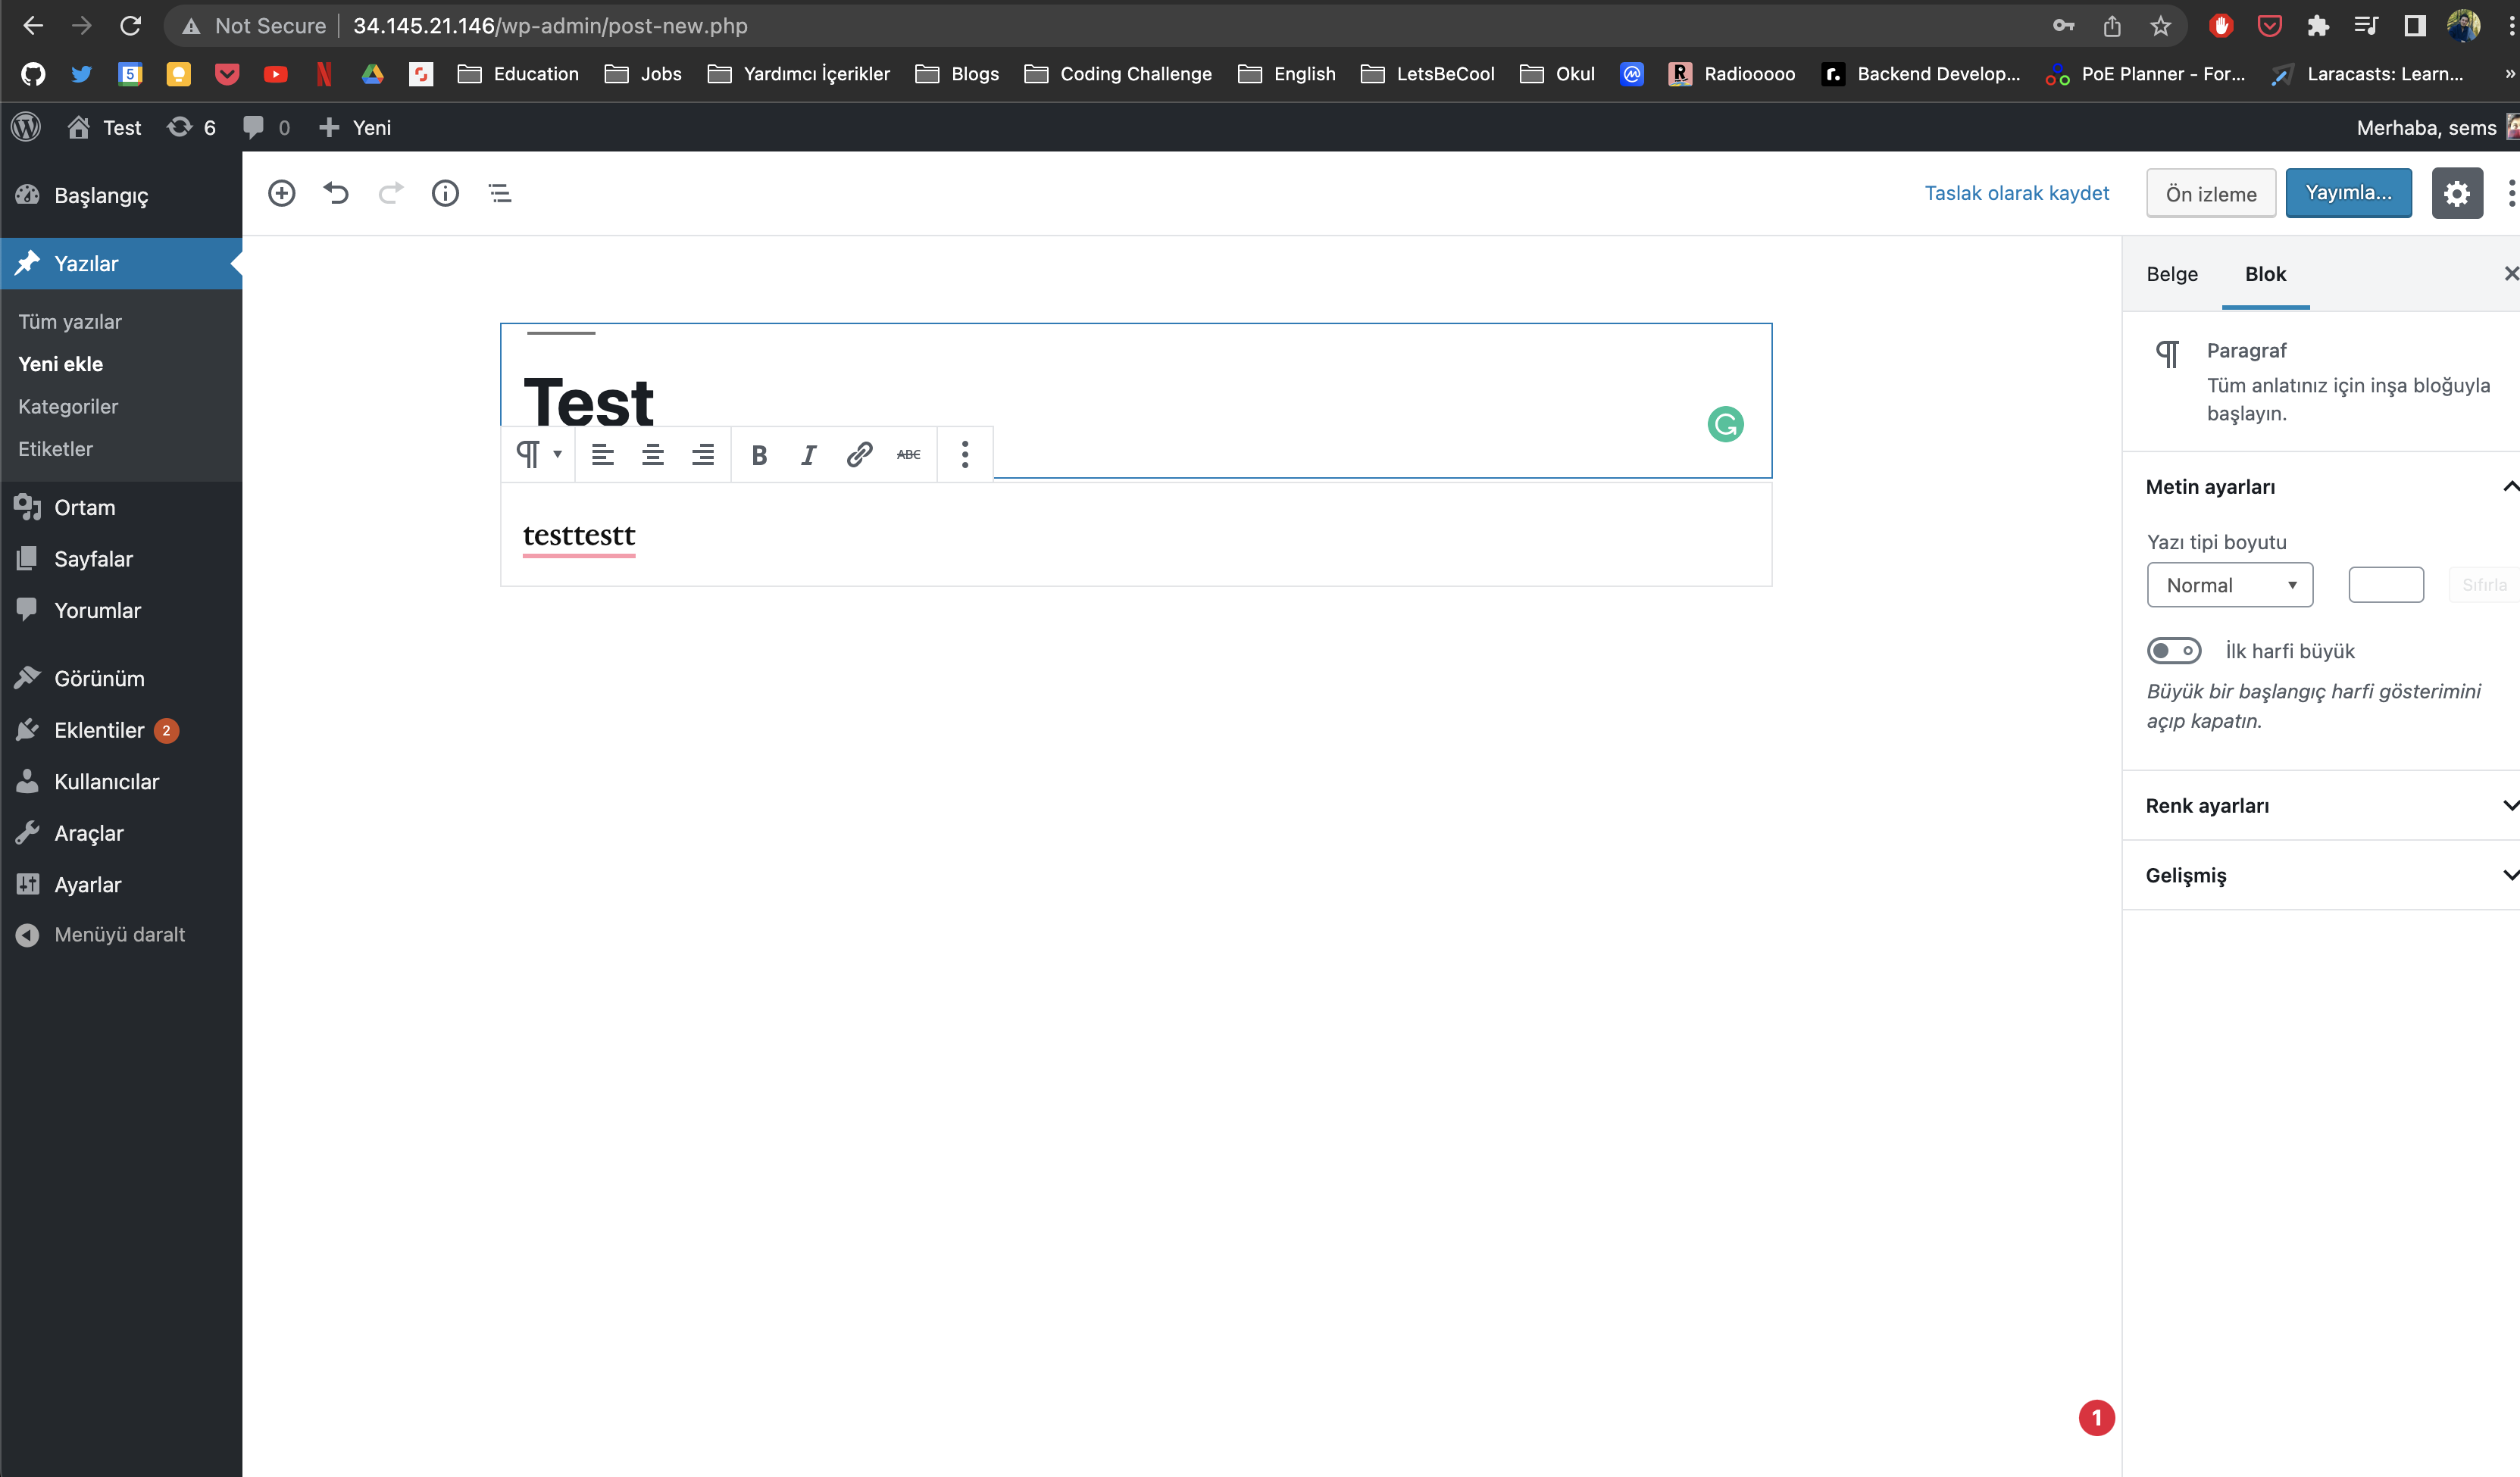 Not Secure 34.145.21.146/wp-admin/post-new.php
5 Education Jobs Yardımcı İçerikler Blogs Coding Challenge English LetsBeCool Okul Radiooooo Backend Develop... PoE Planner - For... Laracasts: Learn... »
Test 6 0 Yeni Merhaba, sems
Başlangıç
Yazılar
Tüm yazılar
Yeni ekle
Kategoriler
Etiketler
Ortam
Sayfalar
Yorumlar
Görünüm
Eklentiler 2
Kullanıcılar
Araçlar
Ayarlar
Menüyü daralt
Taslak olarak kaydet Ön izleme Yayımla...
Test
B I ABC
testtestt
Belge Blok
Paragraf
Tüm anlatınız için inşa bloğuyla
başlayın.
Metin ayarları
Yazı tipi boyutu
Normal Sıfırla
İlk harfi büyük
Büyük bir başlangıç harfi gösterimini
açıp kapatın.
Renk ayarları
Gelişmiş
1